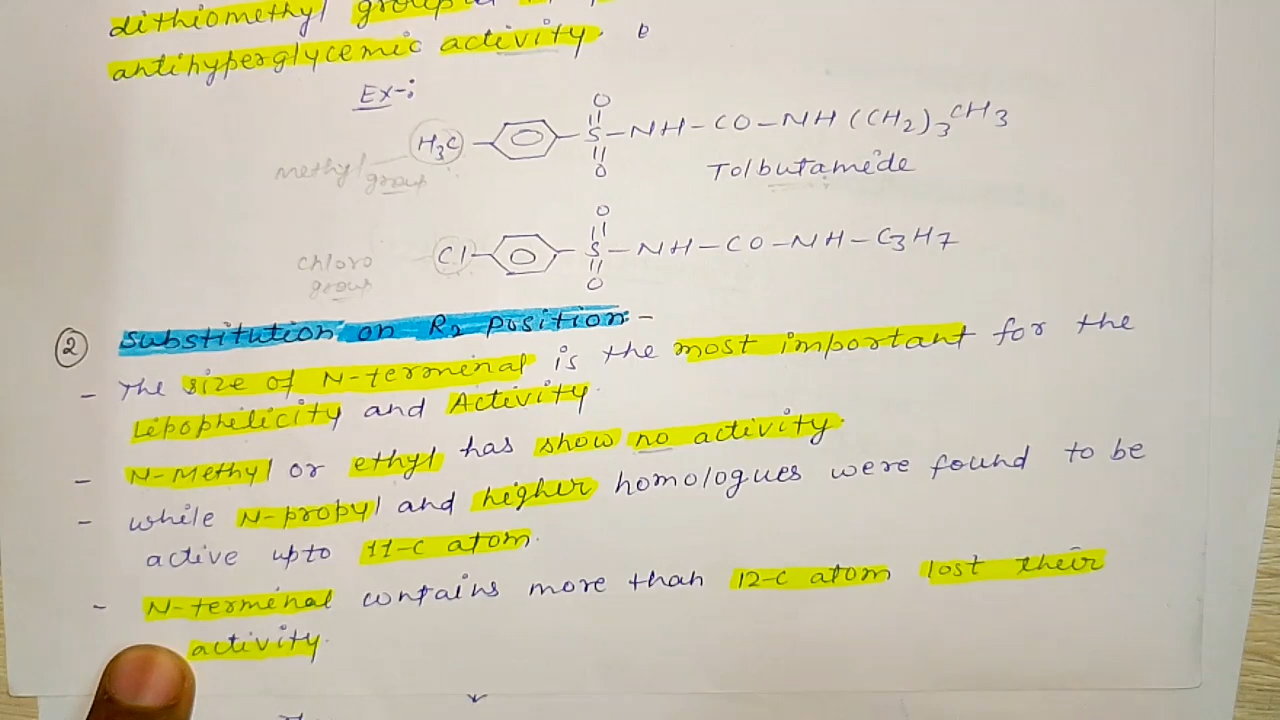 dithiomethyl group
antihyperglycemic activity.
Ex-:
O
H3C S-NH-CO-NH (CH2)3CH3
O
methyl group
Tolbutamide
O
Cl S-NH-CO-NH-C3H7
O
chloro group
② Substitution on R2 position:-
- The size of N-terminal is the most important for the
Lipophilicity and Activity.
- N-Methyl or ethyl has show no activity.
- while N-propyl and higher homologues were found to be
active upto 11-C atom.
- N-terminal contains more than 12-C atom lost their
activity.